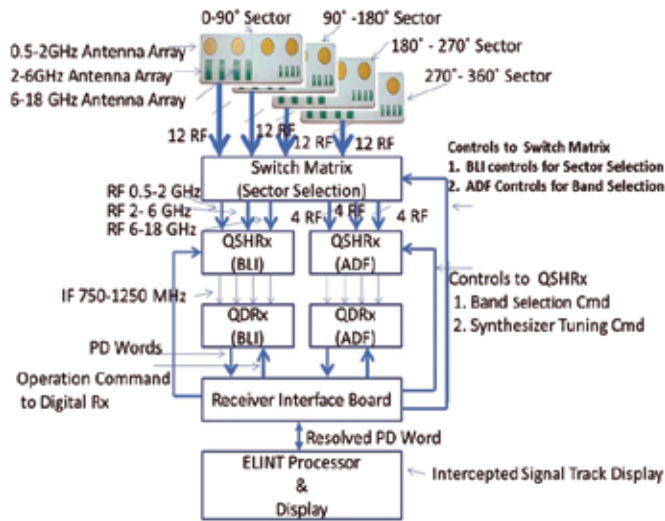 0-90° Sector
90° -180° Sector
180° - 270° Sector
270°- 360° Sector
0.5-2GHz Antenna Array
2-6GHz Antenna Array
6-18 GHz Antenna Array
12 RF
12 RF
12 RF
12 RF
Switch Matrix
(Sector Selection)
Controls to Switch Matrix
1. BLI controls for Sector Selection
2. ADF Controls for Band Selection
RF 0.5-2 GHz
RF 2- 6 GHz
RF 6-18 GHz
4 RF
4 RF
4 RF
QSHRx
(BLI)
QSHRx
(ADF)
Controls to QSHRx
1. Band Selection Cmd
2. Synthesizer Tuning Cmd
IF 750-1250 MHz
QDRx
(BLI)
QDRx
(ADF)
PD Words
Operation Command
to Digital Rx
Receiver Interface Board
Resolved PD Word
ELINT Processor
&
Display
Intercepted Signal Track Display